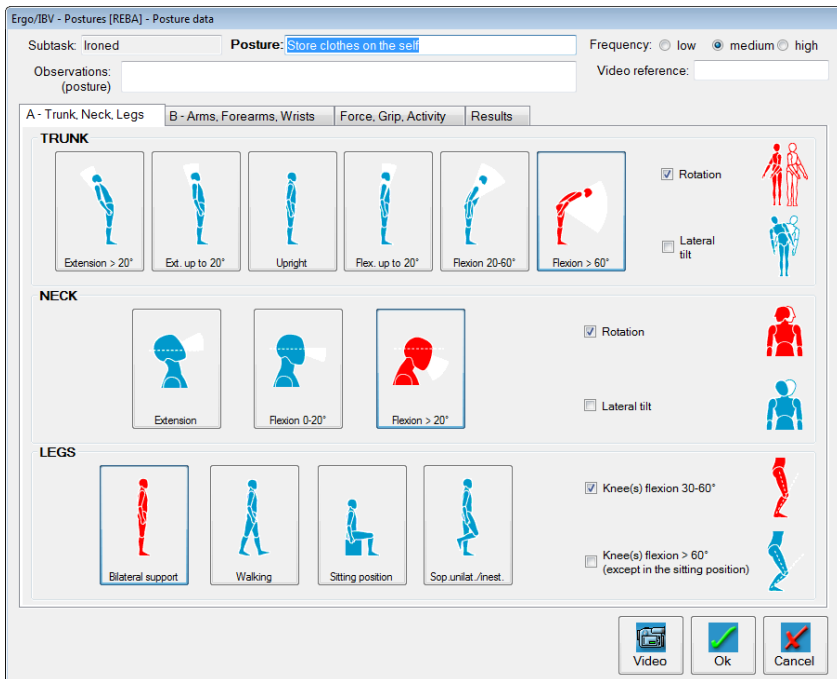 Ergo/IBV - Postures [REBA] - Posture data
Subtask: Ironed Posture: Store clothes on the self Frequency: low medium high
Observations: (posture) Video reference:
A - Trunk, Neck, Legs B - Arms, Forearms, Wrists Force, Grip, Activity Results
TRUNK
Extension > 20° Ext. up to 20° Upright Flex. up to 20° Flexion 20-60° Flexion > 60°
Rotation
Lateral
tilt
NECK
Extension Flexion 0-20° Flexion > 20°
Rotation
Lateral tilt
LEGS
Bilateral support Walking Sitting position Sop.unilat./inest.
Knee(s) flexion 30-60°
Knee(s) flexion > 60°
(except in the sitting position)
Video Ok Cancel